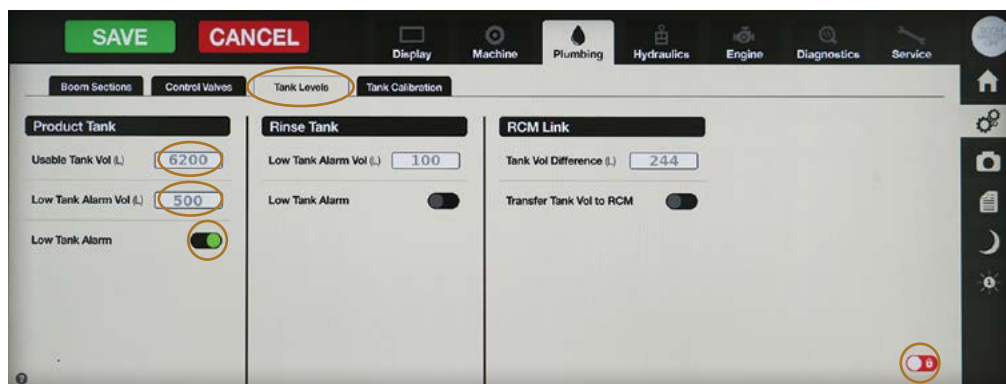 SAVE
CANCEL
Display
Machine
Plumbing
Hydraulics
Engine
Diagnostics
Service
Boom Sections
Control Valves
Tank Levels
Tank Calibration
Product Tank
Usable Tank Vol (L)
6200
Low Tank Alarm Vol (L)
500
Low Tank Alarm
Rinse Tank
Low Tank Alarm Vol (L)
100
Low Tank Alarm
RCM Link
Tank Vol Difference (L)
244
Transfer Tank Vol to RCM